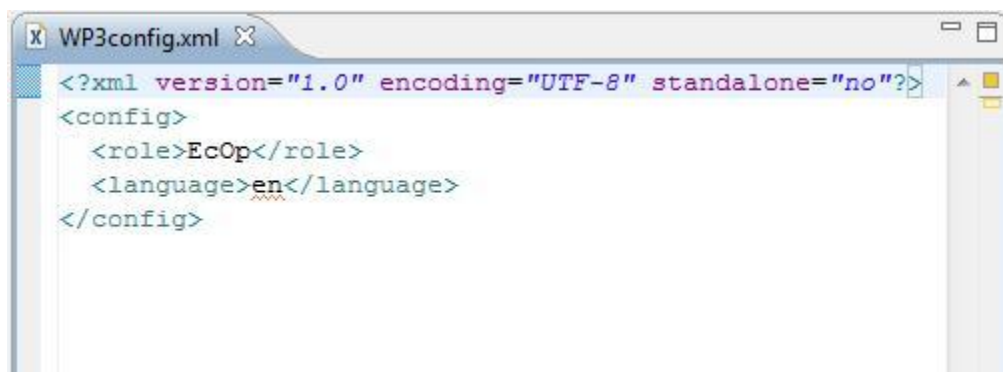 WP3config.xml
<?xml version="1.0" encoding="UTF-8" standalone="no"?>
<config>
  <role>EcOp</role>
  <language>en</language>
</config>